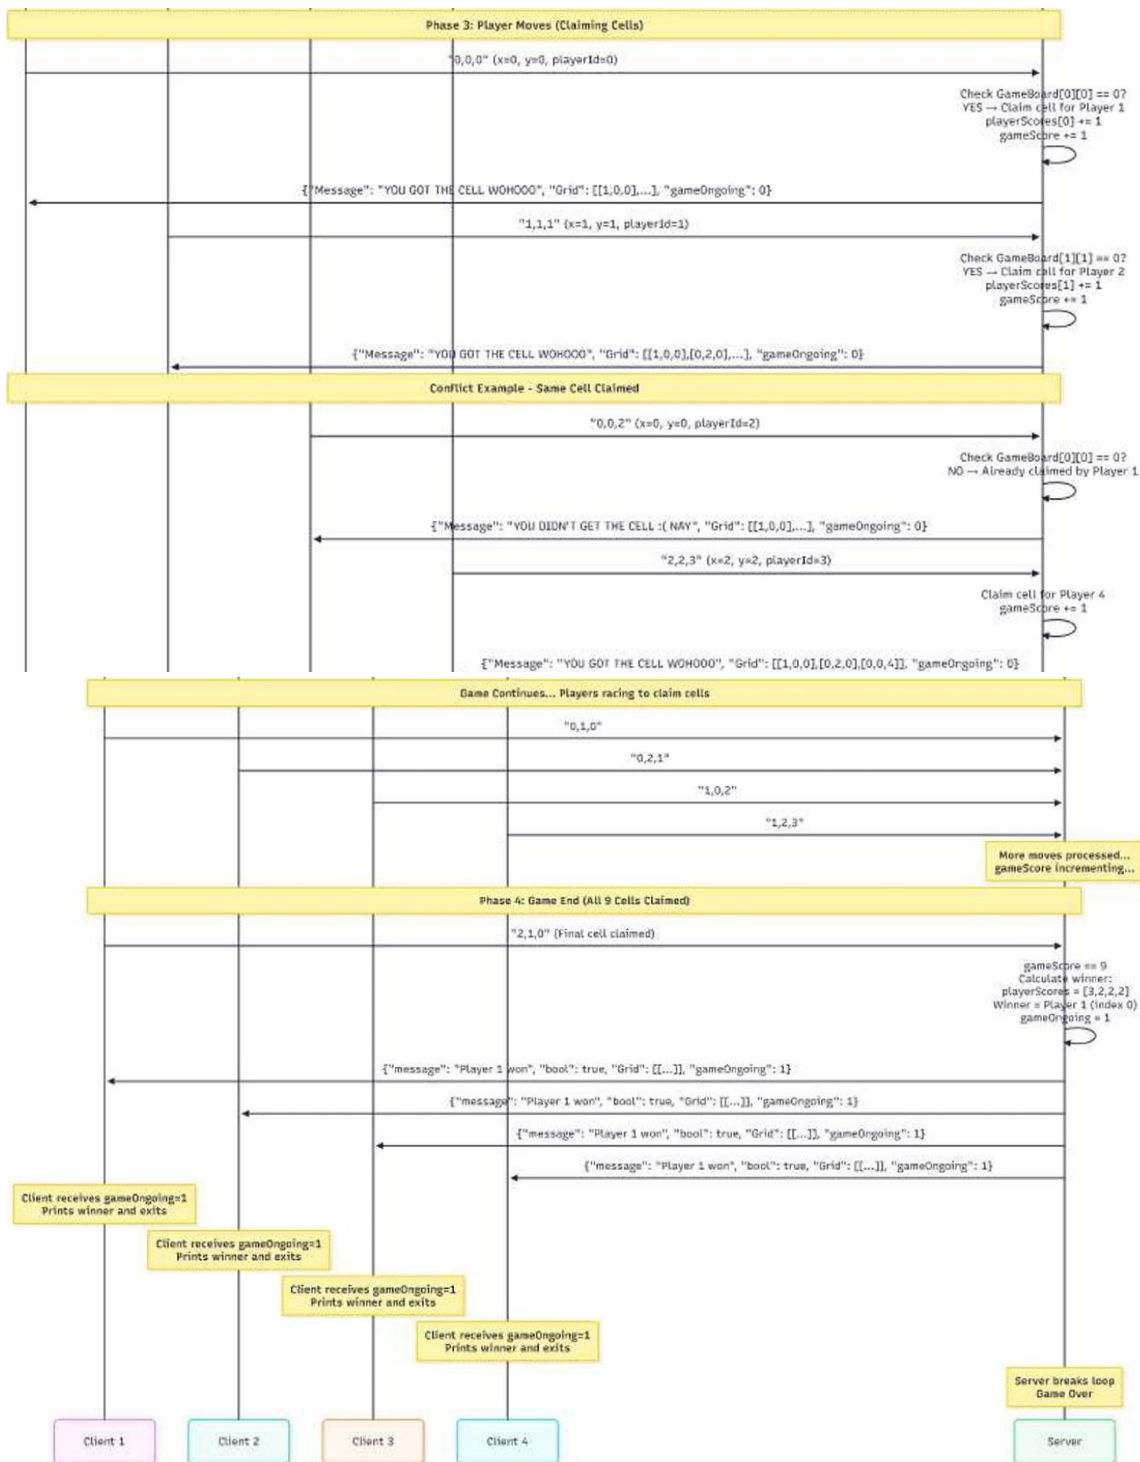 Phase 3: Player Moves (Claiming Cells)
"0,0,0" (x=0, y=0, playerId=0)
Check GameBoard[0][0] == 0?
YES → Claim cell for Player 1
playerScores[0] += 1
gameScore += 1
{"Message": "YOU GOT THE CELL WOHOOO", "Grid": [[1,0,0],...], "gameOngoing": 0}
"1,1,1" (x=1, y=1, playerId=1)
Check GameBoard[1][1] == 0?
YES → Claim cell for Player 2
playerScores[1] += 1
gameScore += 1
{"Message": "YOU GOT THE CELL WOHOOO", "Grid": [[1,0,0],[0,2,0],...], "gameOngoing": 0}
Conflict Example - Same Cell Claimed
"0,0,2" (x=0, y=0, playerId=2)
Check GameBoard[0][0] == 0?
NO → Already claimed by Player 1
{"Message": "YOU DIDN'T GET THE CELL :( NAY", "Grid": [[1,0,0],...], "gameOngoing": 0}
"2,2,3" (x=2, y=2, playerId=3)
Claim cell for Player 4
gameScore += 1
{"Message": "YOU GOT THE CELL WOHOOO", "Grid": [[1,0,0],[0,2,0],[0,0,4]], "gameOngoing": 0}
Game Continues... Players racing to claim cells
"0,1,0"
"0,2,1"
"1,0,2"
"1,2,3"
More moves processed...
gameScore incrementing...
Phase 4: Game End (All 9 Cells Claimed)
"2,1,0" (Final cell claimed)
gameScore == 9
Calculate winner:
playerScores = [3,2,2,2]
Winner = Player 1 (index 0)
gameOngoing = 1
{"message": "Player 1 won", "bool": true, "Grid": [[...]], "gameOngoing": 1}
{"message": "Player 1 won", "bool": true, "Grid": [[...]], "gameOngoing": 1}
{"message": "Player 1 won", "bool": true, "Grid": [[...]], "gameOngoing": 1}
{"message": "Player 1 won", "bool": true, "Grid": [[...]], "gameOngoing": 1}
Client receives gameOngoing=1
Prints winner and exits
Client receives gameOngoing=1
Prints winner and exits
Client receives gameOngoing=1
Prints winner and exits
Client receives gameOngoing=1
Prints winner and exits
Server breaks loop
Game Over
Client 1
Client 2
Client 3
Client 4
Server